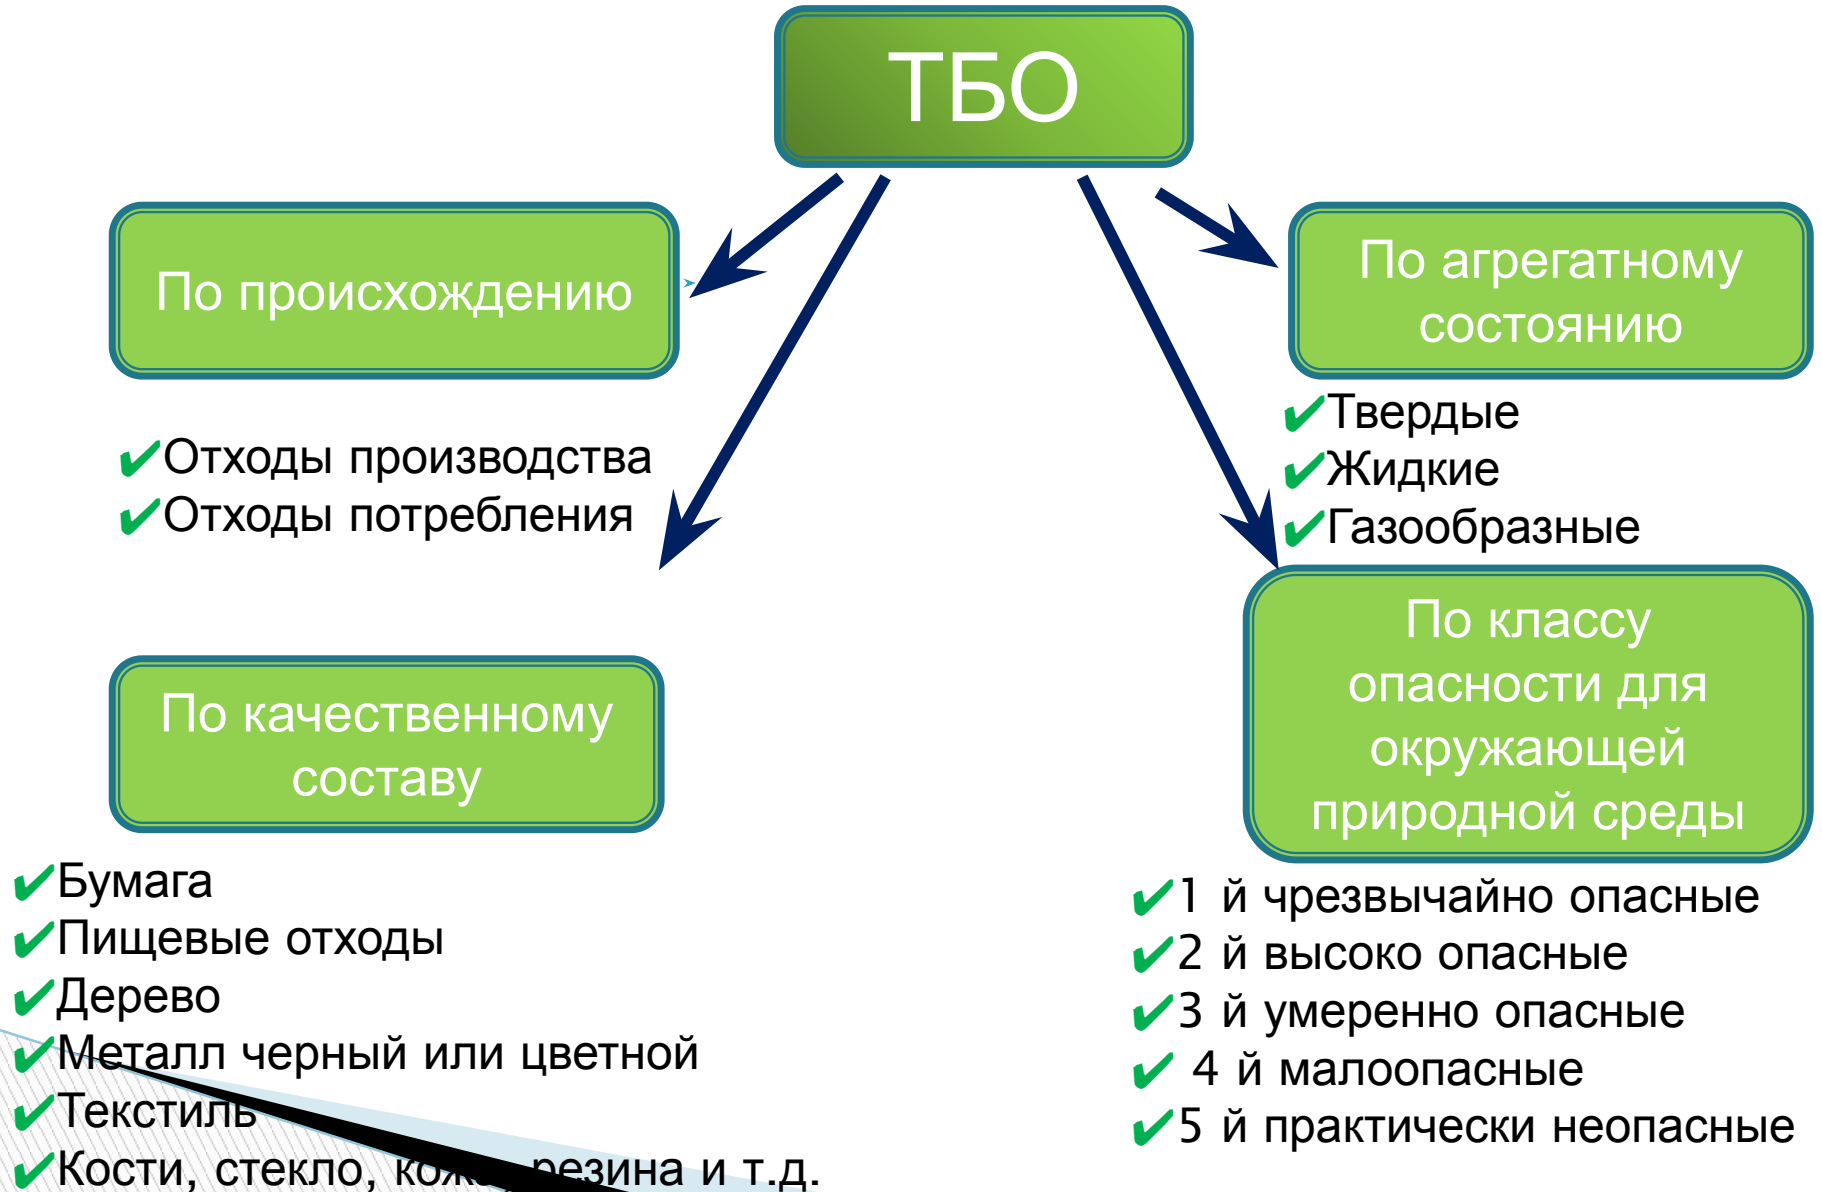 ТБО
По происхождению
✔Отходы производства
✔Отходы потребления
По качественному
составу
✔Бумага
✔Пищевые отходы
✔Дерево
✔Металл черный или цветной
✔Текстиль
✔Кости, стекло, кожа, резина и т.д.
По агрегатному
состоянию
✔Твердые
✔Жидкие
✔Газообразные
По классу
опасности для
окружающей
природной среды
✔1 й чрезвычайно опасные
✔2 й высоко опасные
✔3 й умеренно опасные
✔ 4 й малоопасные
✔5 й практически неопасные